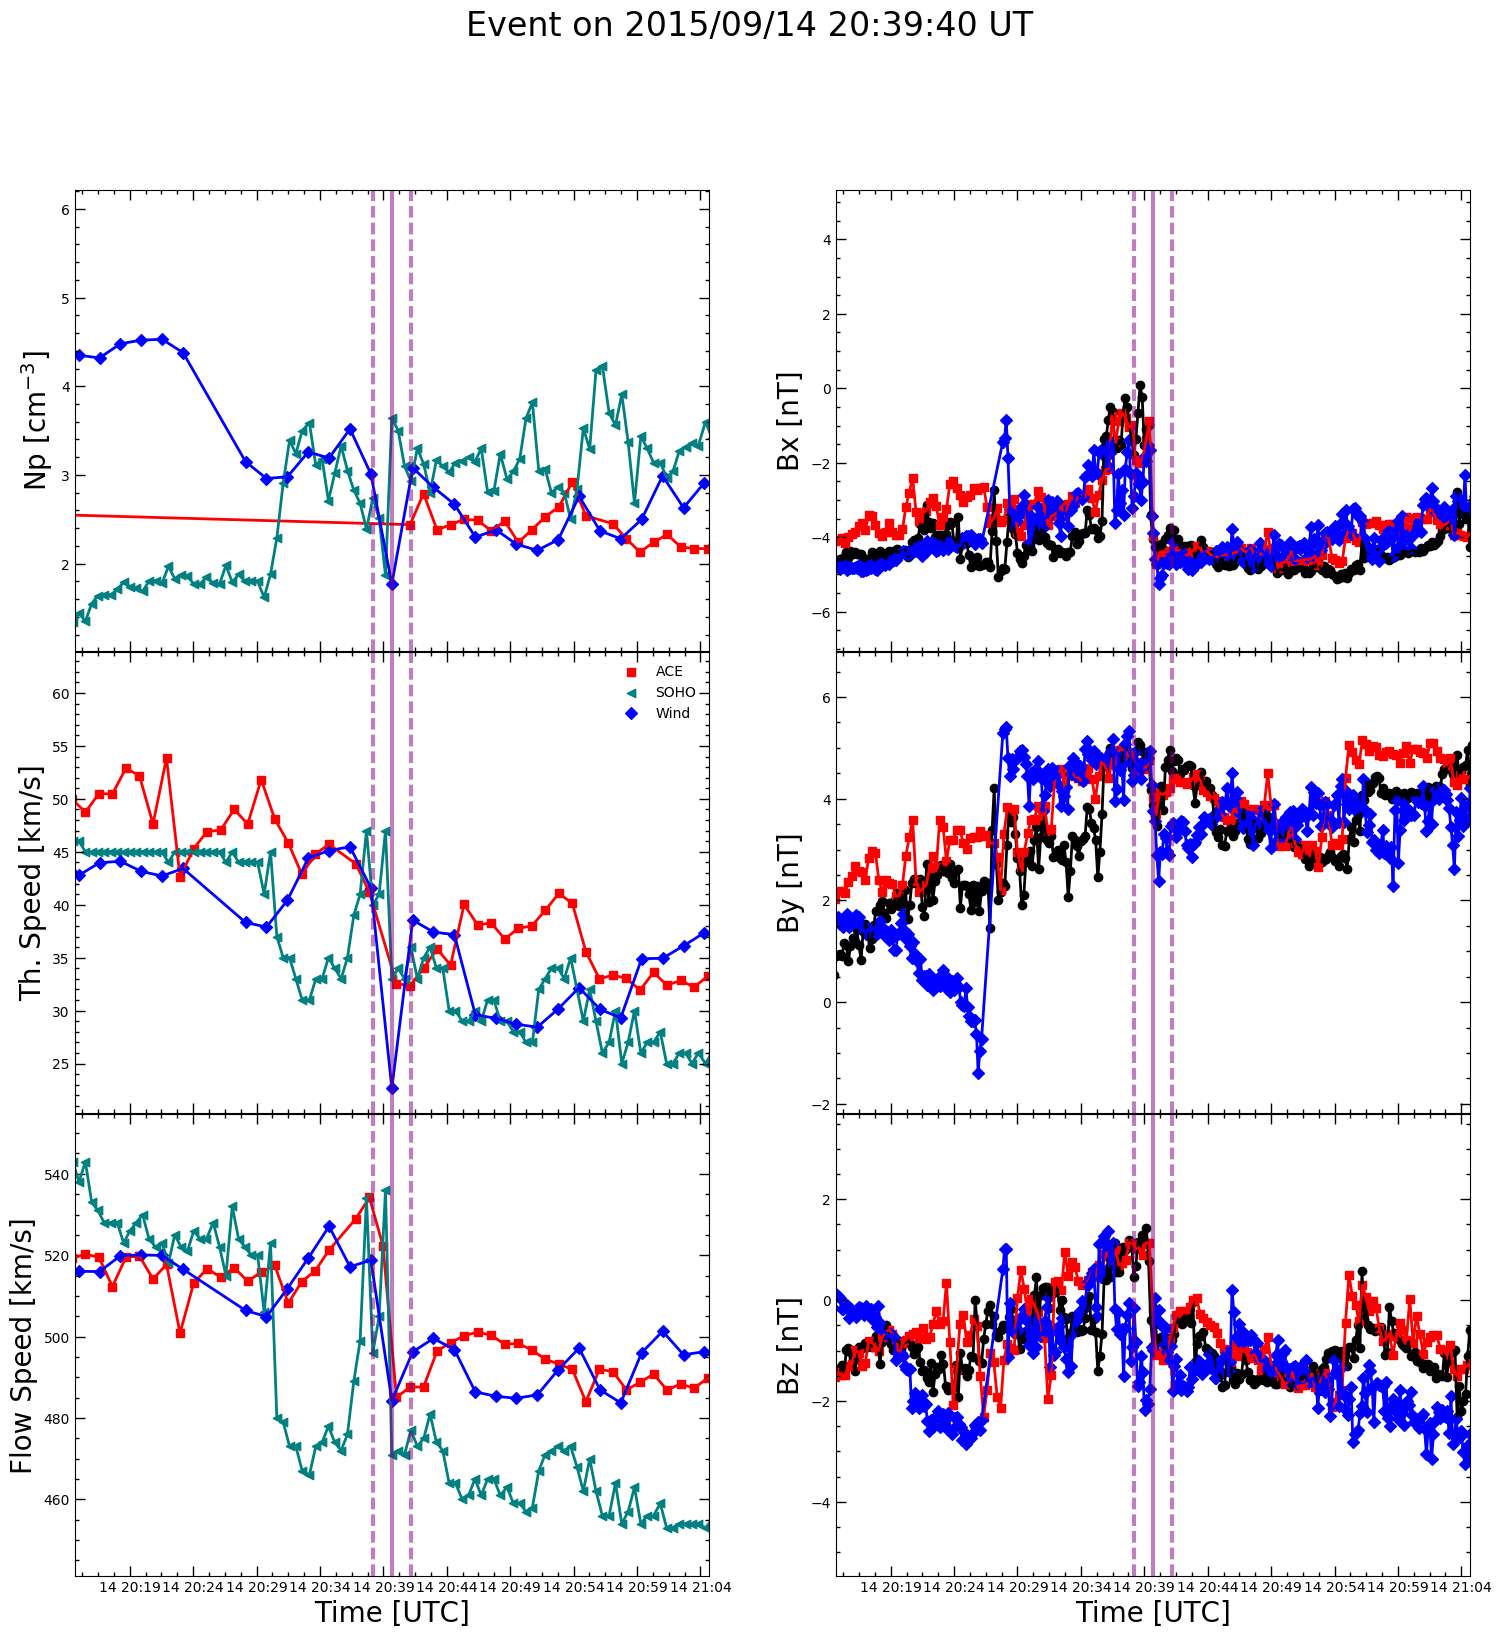 Event on 2015/09/14 20:39:40 UT
Np [cm⁻³]
6
5
4
3
2
Bx [nT]
4
2
0
−2
−4
−6
Th. Speed [km/s]
60
55
50
45
40
35
30
25
ACE
SOHO
Wind
By [nT]
6
4
2
0
−2
Flow Speed [km/s]
540
520
500
480
460
Bz [nT]
2
0
−2
−4
14 20:19 14 20:24 14 20:29 14 20:34 14 20:39 14 20:44 14 20:49 14 20:54 14 20:59 14 21:04
Time [UTC]
14 20:19 14 20:24 14 20:29 14 20:34 14 20:39 14 20:44 14 20:49 14 20:54 14 20:59 14 21:04
Time [UTC]